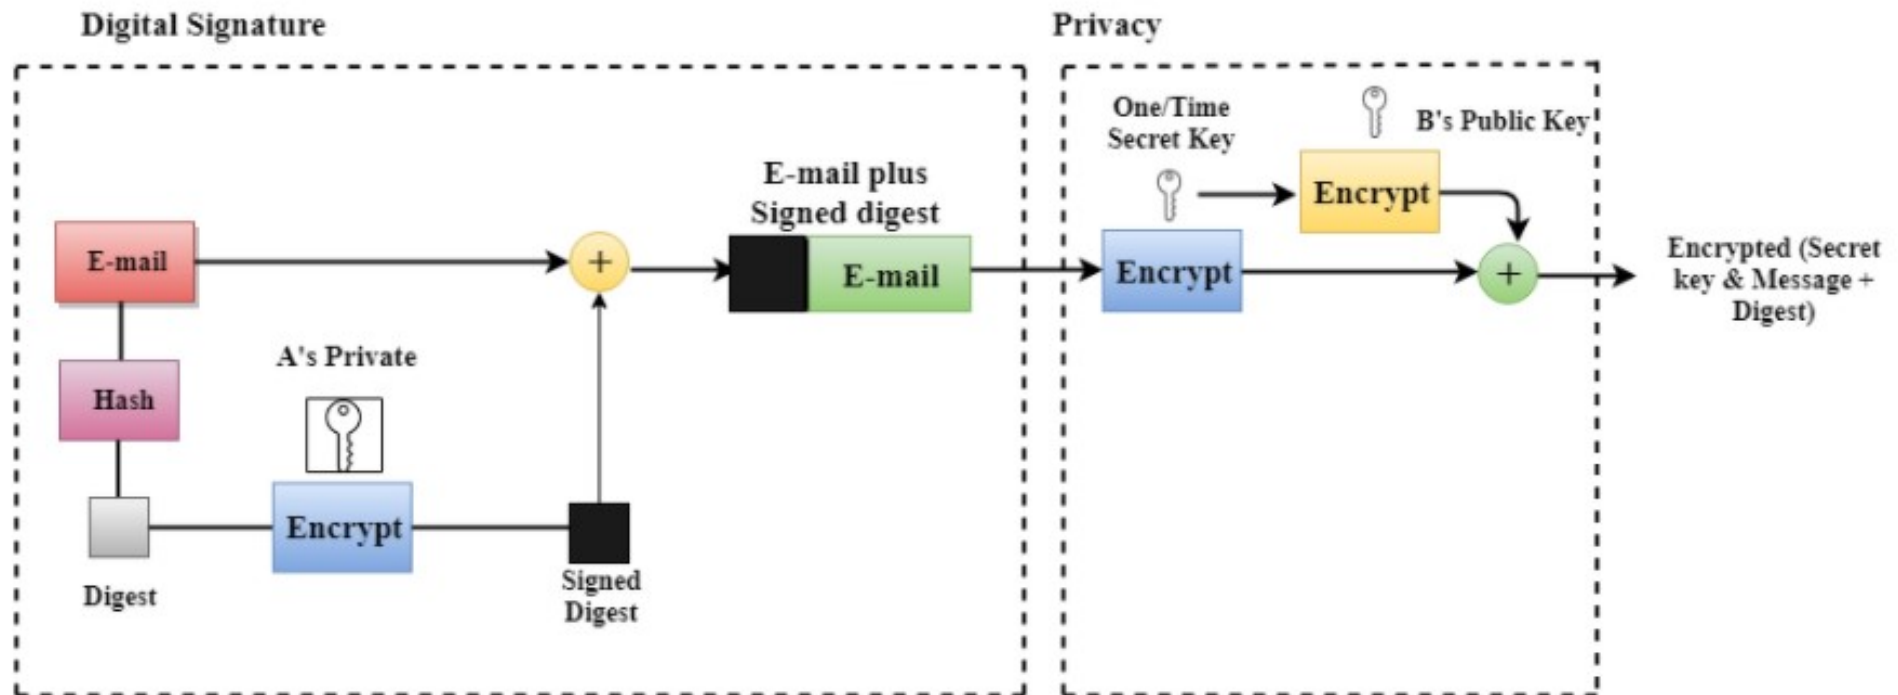 Digital Signature
Privacy
One/Time
Secret Key
B's Public Key
E-mail plus
Signed digest
Encrypt
E-mail
+
E-mail
Encrypt
+
Encrypted (Secret
key & Message +
Digest)
A's Private
Hash
Encrypt
Digest
Signed
Digest